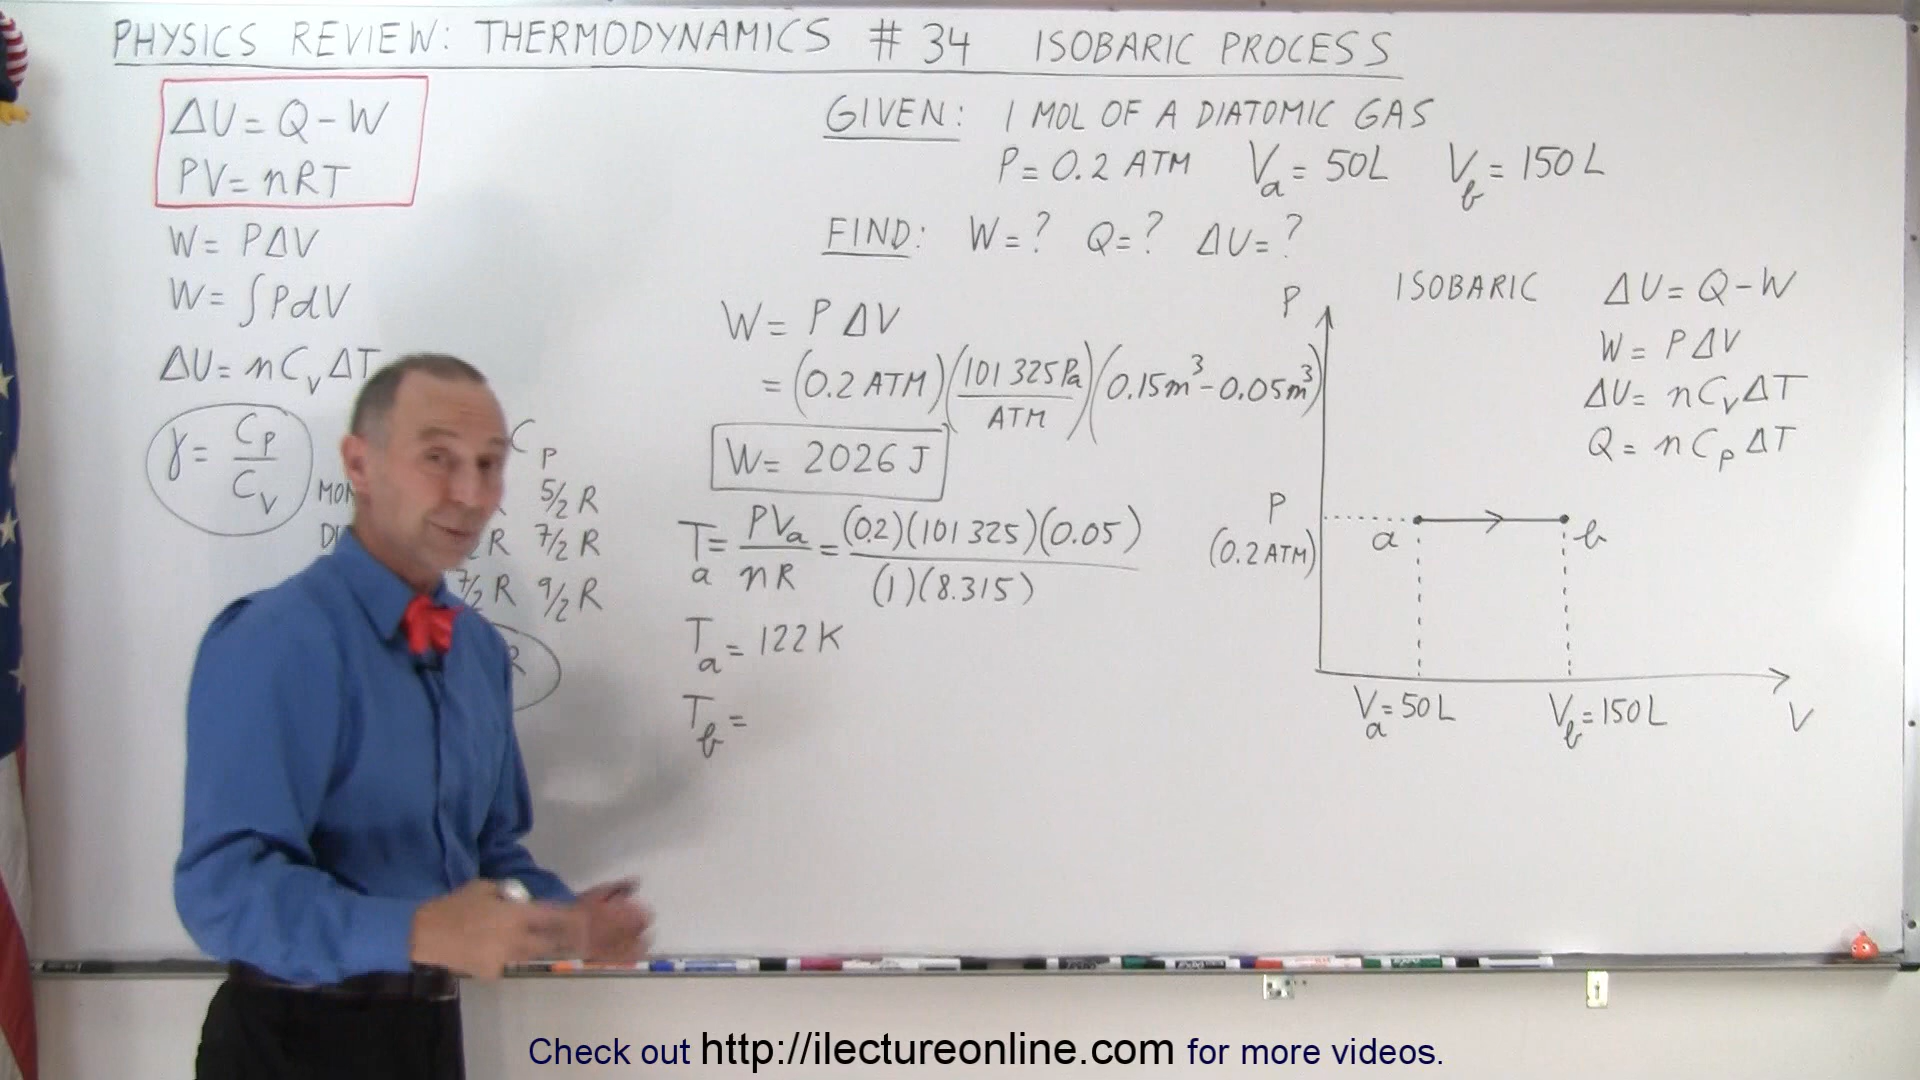 PHYSICS REVIEW: THERMODYNAMICS # 34 ISOBARIC PROCESS
ΔU = Q - W
PV = nRT
W = PΔV
W = ∫PdV
ΔU = nCᵥΔT
γ = C_P / C_V
C_P
5/2 R
R 7/2 R
7/2 R 9/2 R
R
GIVEN: 1 MOL OF A DIATOMIC GAS
P = 0.2 ATM V_a = 50L V_b = 150L
FIND: W = ? Q = ? ΔU = ?
W = P ΔV
= (0.2 ATM)(101 325 Pa / ATM)(0.15m³ - 0.05m³)
W = 2026 J
T_a = PV_a / nR = (0.2)(101 325)(0.05) / (1)(8.315)
T_a = 122 K
T_b =
ISOBARIC
ΔU = Q - W
W = PΔV
ΔU = nC_VΔT
Q = nC_PΔT
P
P
(0.2 ATM)
a b
V_a = 50L V_b = 150L V
Check out http://ilectureonline.com for more videos.